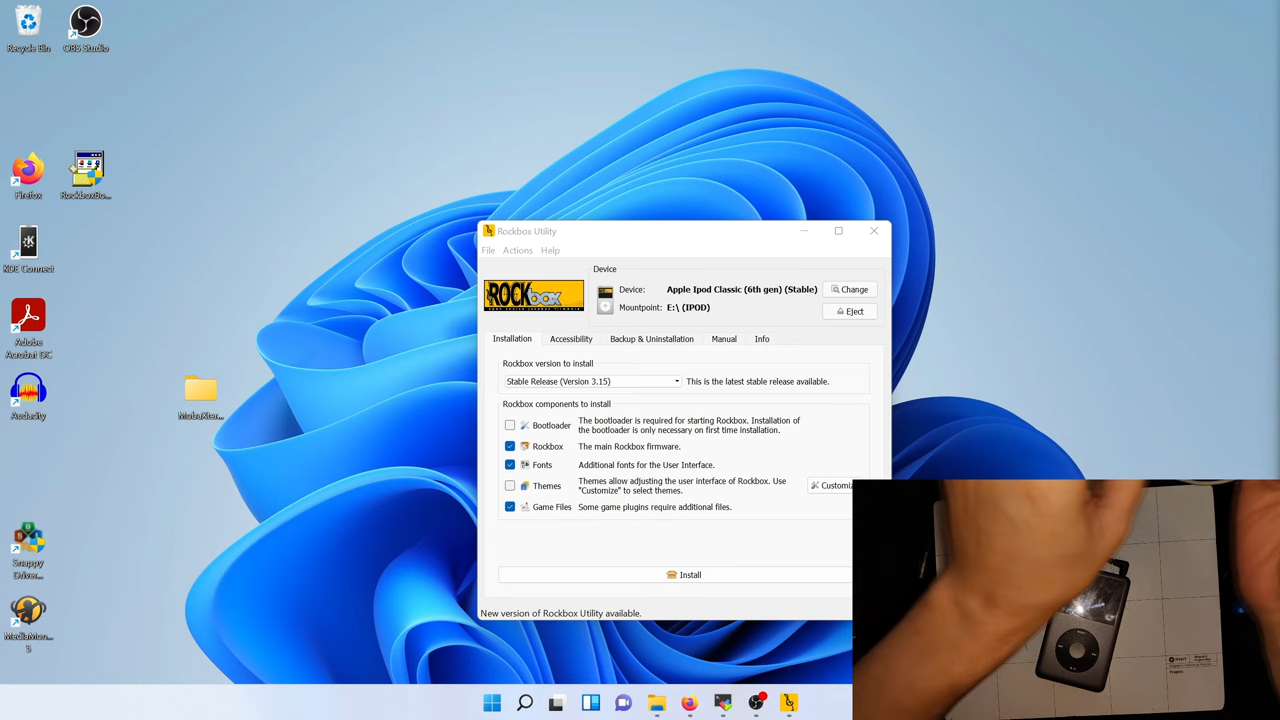 Recycle Bin
OBS Studio
Firefox
RockboxBo...
KDE Connect
Adobe
Acrobat DC
MobaXter...
Audacity
Snappy
Driver...
MediaMon...
5
Rockbox Utility
File Actions Help
ROCKbox
Device
Device: Apple Ipod Classic (6th gen) (Stable) Change
Mountpoint: E:\ (IPOD) Eject
Installation Accessibility Backup & Uninstallation Manual Info
Rockbox version to install
Stable Release (Version 3.15) This is the latest stable release available.
Rockbox components to install
Bootloader The bootloader is required for starting Rockbox. Installation of
the bootloader is only necessary on first time installation.
Rockbox The main Rockbox firmware.
Fonts Additional fonts for the User Interface.
Themes Themes allow adjusting the user interface of Rockbox. Use
"Customize" to select themes. Customiz
Game Files Some game plugins require additional files.
Install
New version of Rockbox Utility available.